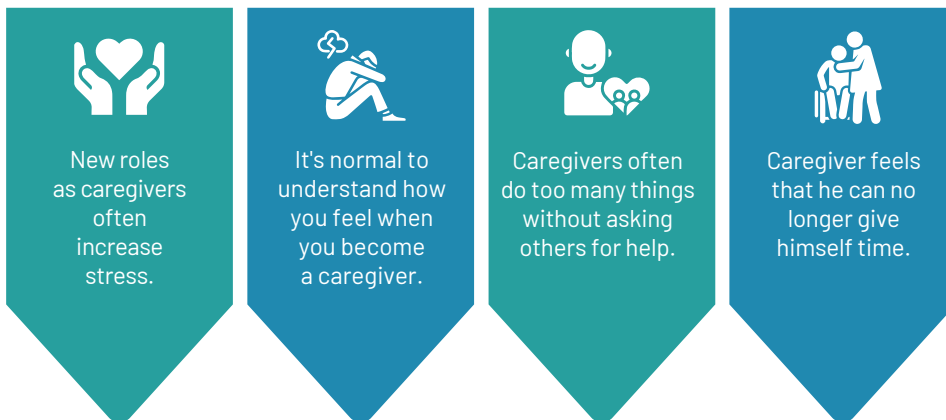 New roles
as caregivers
often
increase
stress.
It's normal to
understand how
you feel when
you become
a caregiver.
Caregivers often
do too many things
without asking
others for help.
Caregiver feels
that he can no
longer give
himself time.